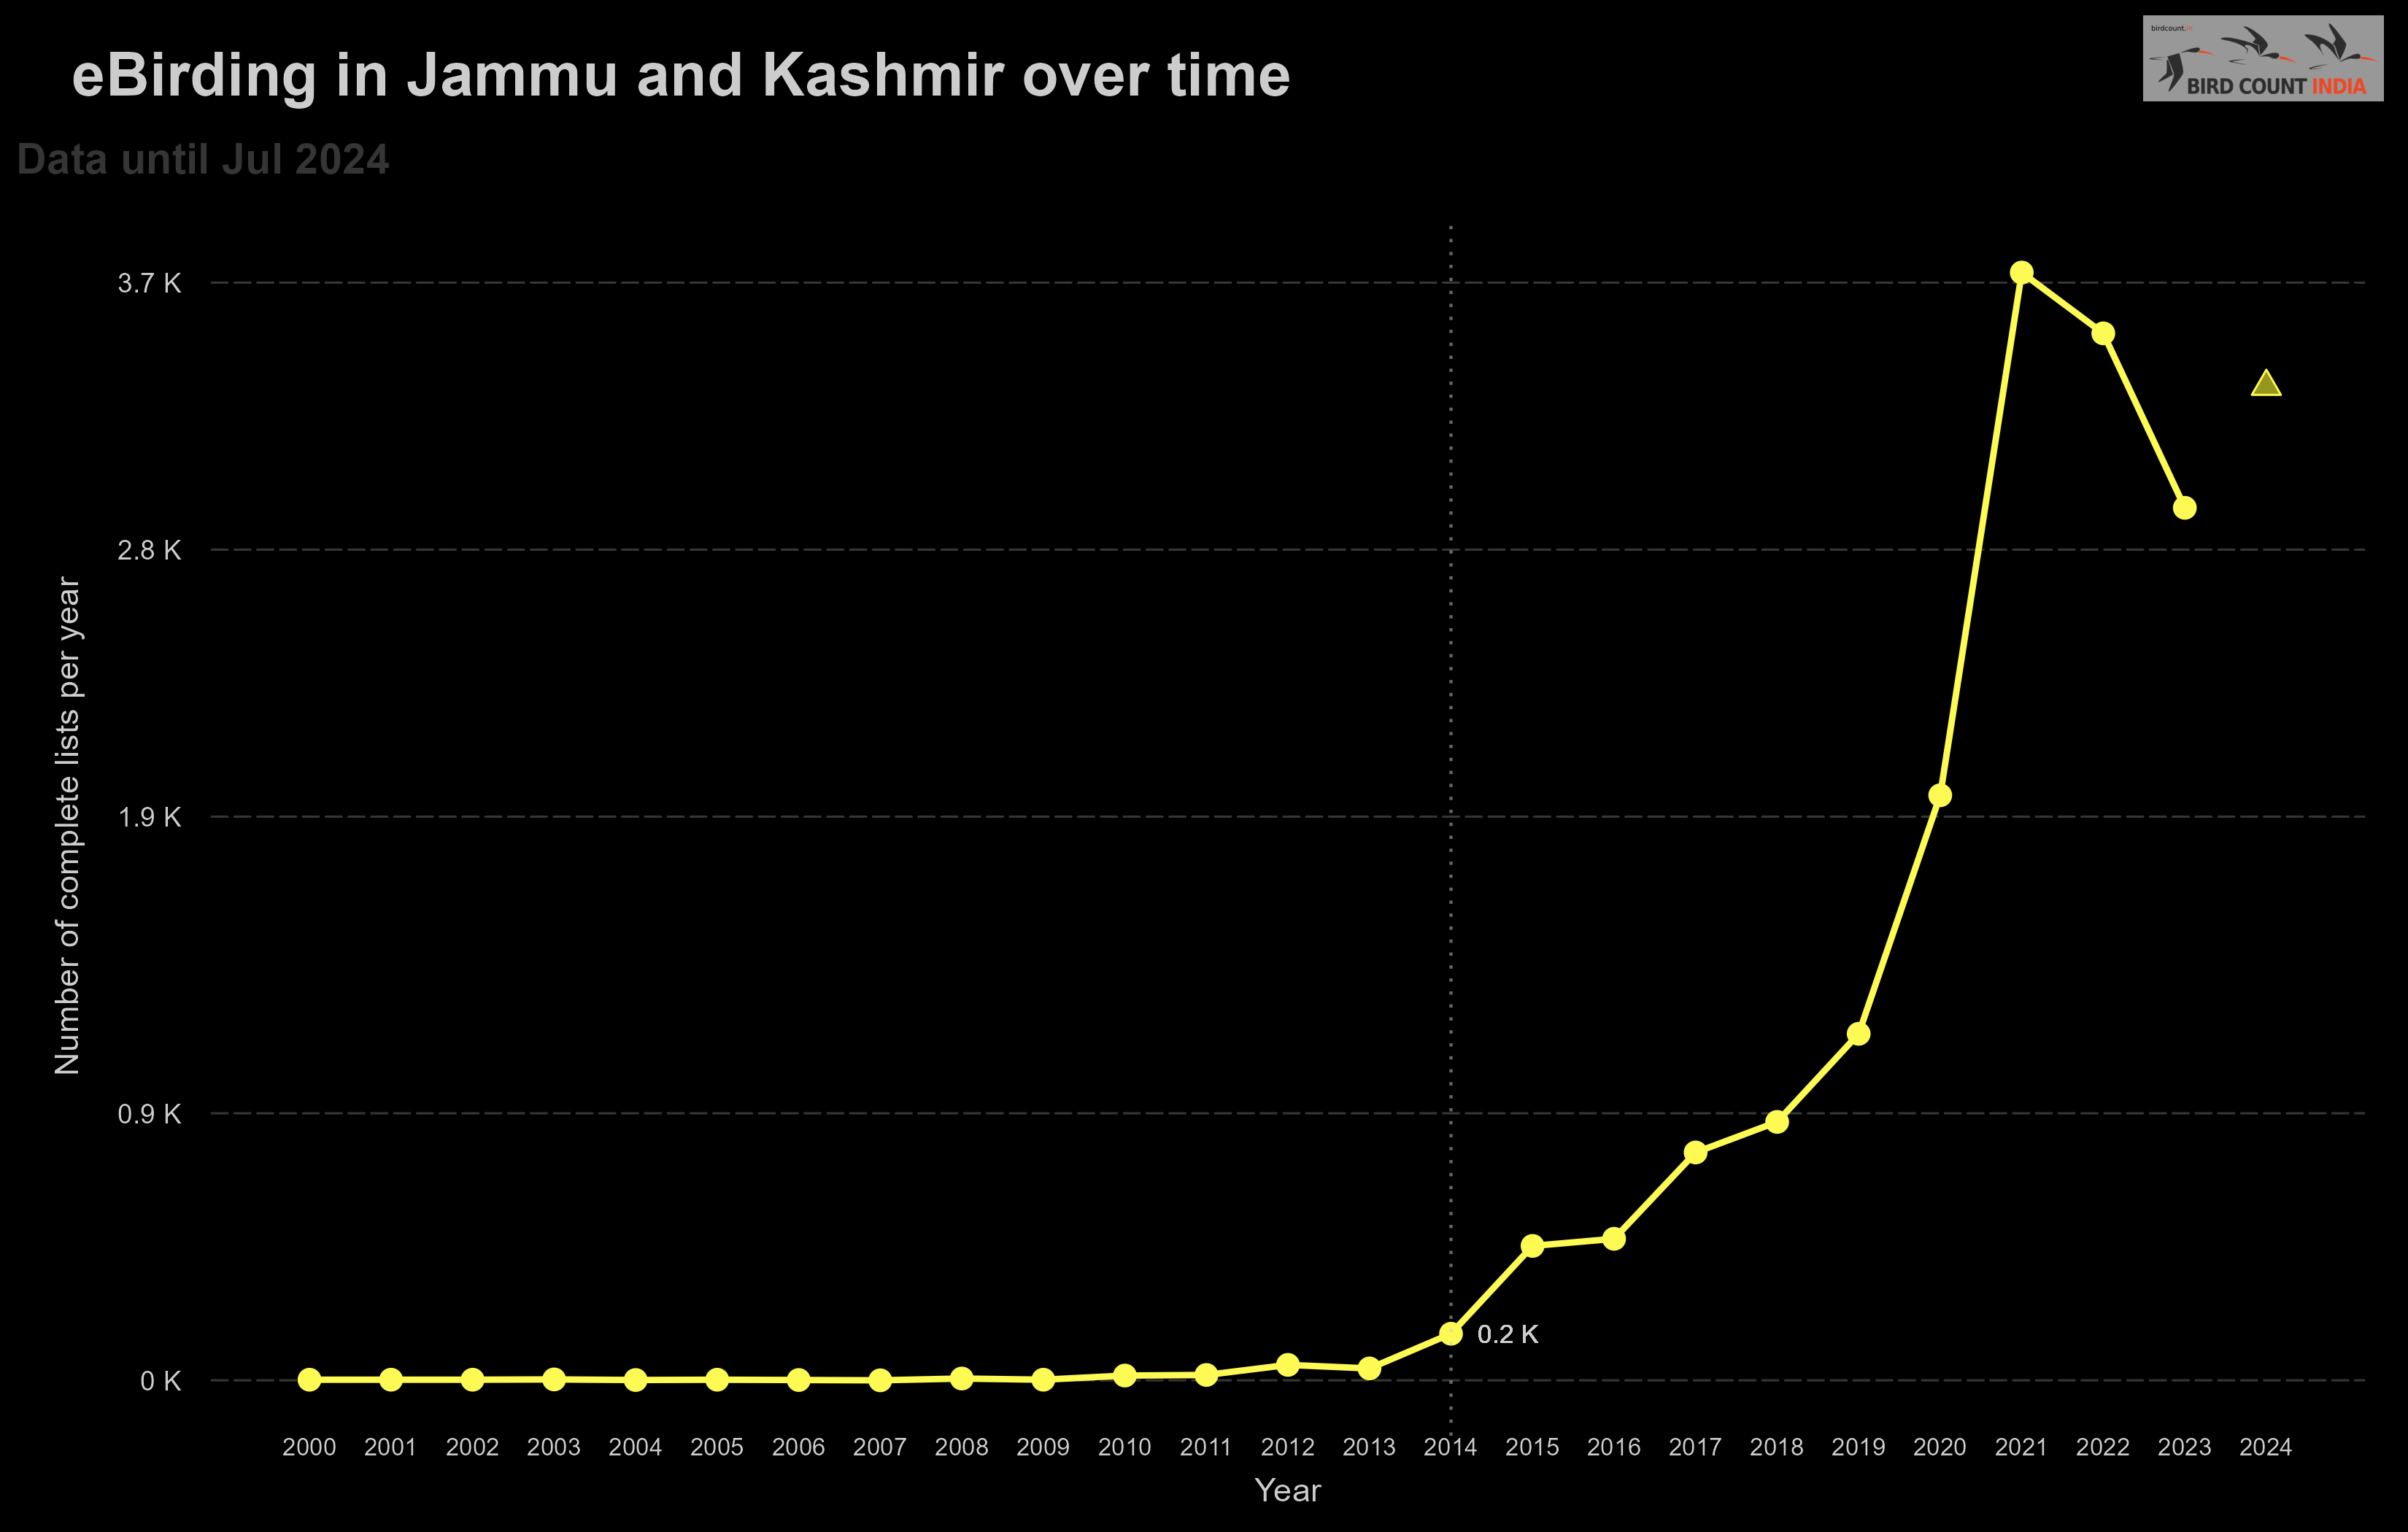 eBirding in Jammu and Kashmir over time
birdcount.in
BIRD COUNT INDIA
Data until Jul 2024
3.7 K
2.8 K
1.9 K
0.9 K
0 K
Number of complete lists per year
0.2 K
2000 2001 2002 2003 2004 2005 2006 2007 2008 2009 2010 2011 2012 2013 2014 2015 2016 2017 2018 2019 2020 2021 2022 2023 2024
Year